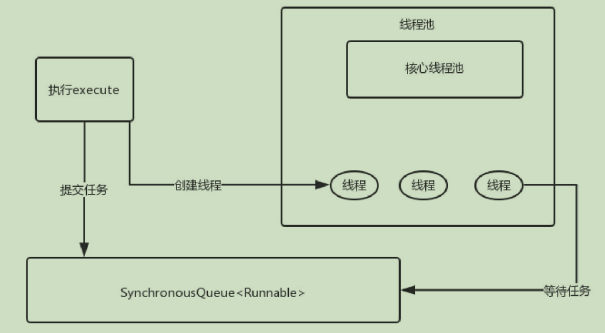 线程池
核心线程池
执行execute
提交任务
创建线程
线程
线程
线程
等待任务
SynchronousQueue<Runnable>